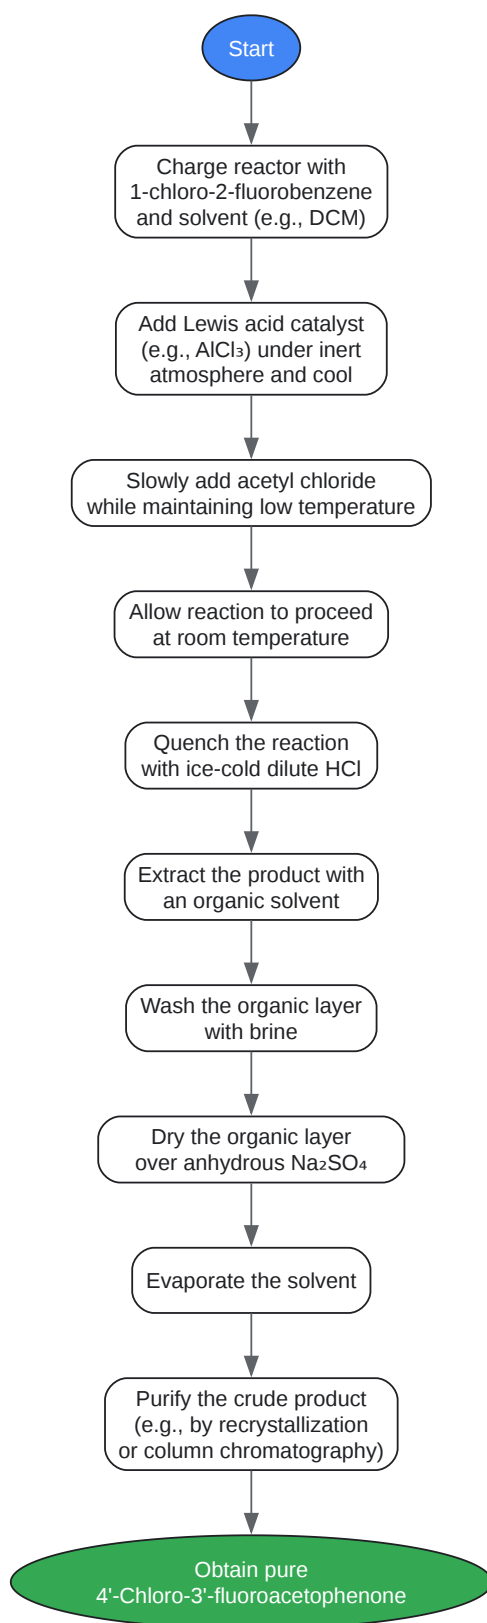 Start
Charge reactor with
1-chloro-2-fluorobenzene
and solvent (e.g., DCM)
Add Lewis acid catalyst
(e.g., AlCl₃) under inert
atmosphere and cool
Slowly add acetyl chloride
while maintaining low temperature
Allow reaction to proceed
at room temperature
Quench the reaction
with ice-cold dilute HCl
Extract the product with
an organic solvent
Wash the organic layer
with brine
Dry the organic layer
over anhydrous Na₂SO₄
Evaporate the solvent
Purify the crude product
(e.g., by recrystallization
or column chromatography)
Obtain pure
4'-Chloro-3'-fluoroacetophenone